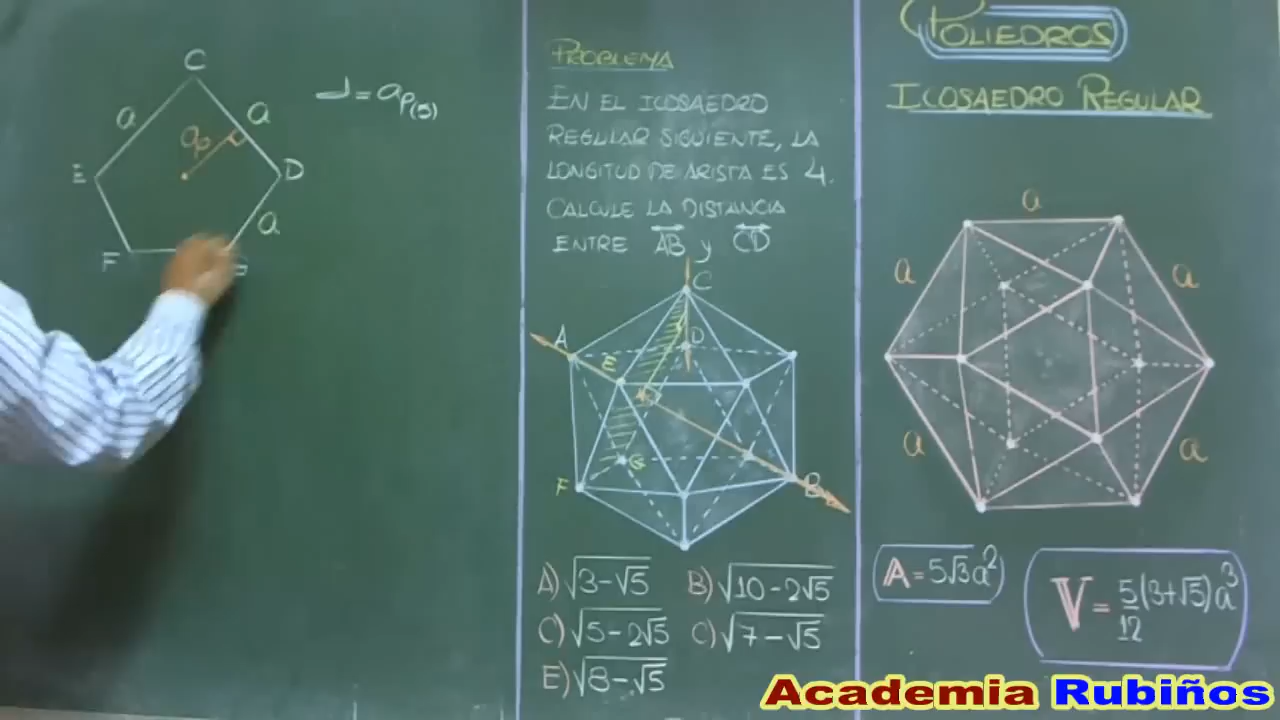 C
a
a
ap
E
D
a
F
d = ap(5)
PROBLEMA
EN EL ICOSAEDRO
REGULAR SIGUIENTE, LA
LONGITUD DE ARISTA ES 4.
CALCULE LA DISTANCIA
ENTRE AB y CD
C
A
D
E
G
F
B
A) √3-√5 B) √10-2√5
C) √5-2√5 C) √7-√5
E) √8-√5
POLIEDROS
ICOSAEDRO REGULAR
a
a
a
a
a
A = 5√3a²
V = 5/12 (3+√5)a³
Academia Rubiños